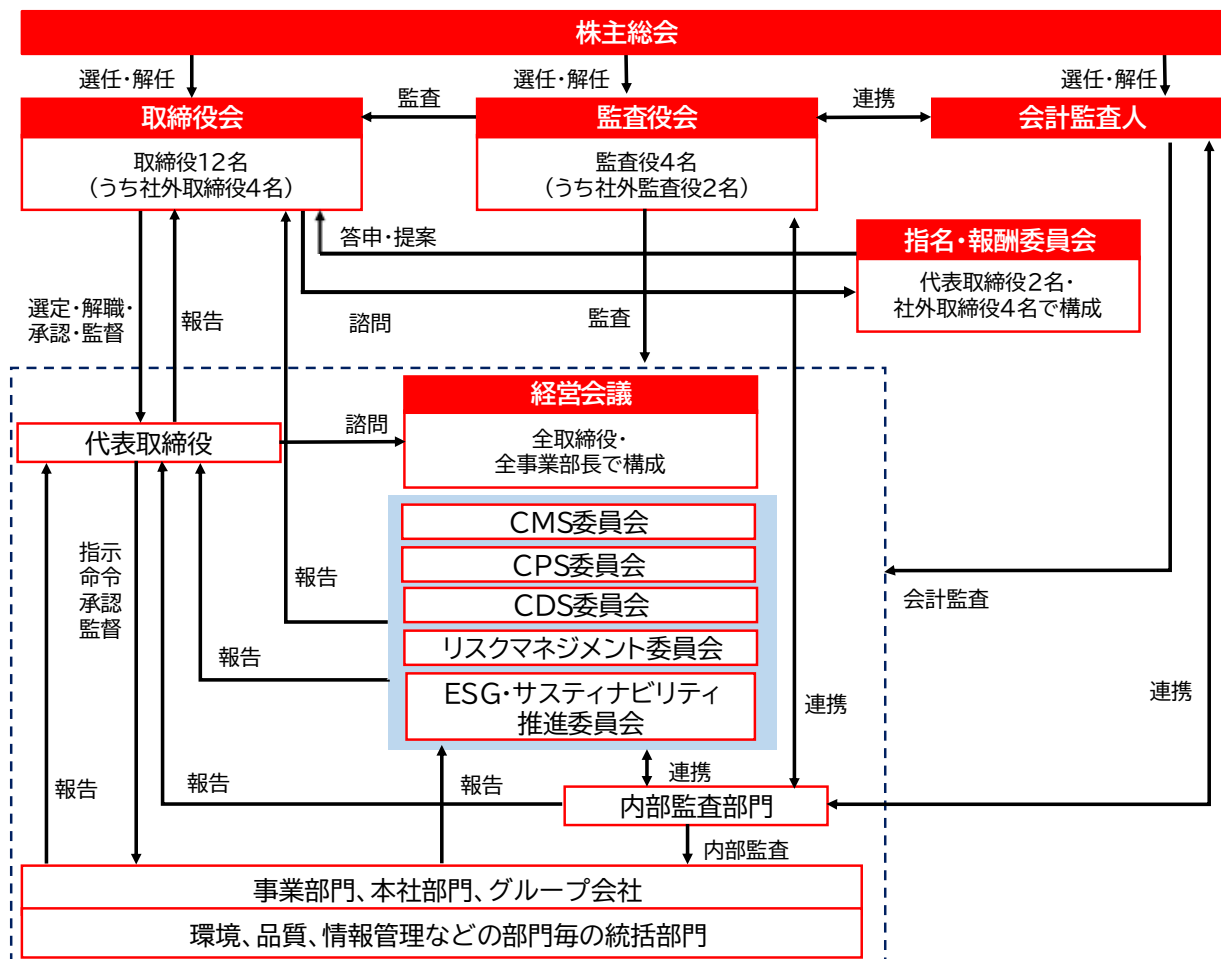 株主総会
選任・解任
選任・解任
選任・解任
取締役会
監査
監査役会
連携
会計監査人
取締役12名
（うち社外取締役4名）
監査役4名
（うち社外監査役2名）
答申・提案
指名・報酬委員会
代表取締役2名・
社外取締役4名で構成
選定・解職・
承認・監督
報告
諮問
監査
経営会議
全取締役・
全事業部長で構成
代表取締役
諮問
CMS委員会
CPS委員会
CDS委員会
リスクマネジメント委員会
ESG・サスティナビリティ
推進委員会
指示
命令
承認
監督
報告
報告
会計監査
連携
連携
報告
報告
報告
連携
内部監査部門
内部監査
事業部門、本社部門、グループ会社
環境、品質、情報管理などの部門毎の統括部門